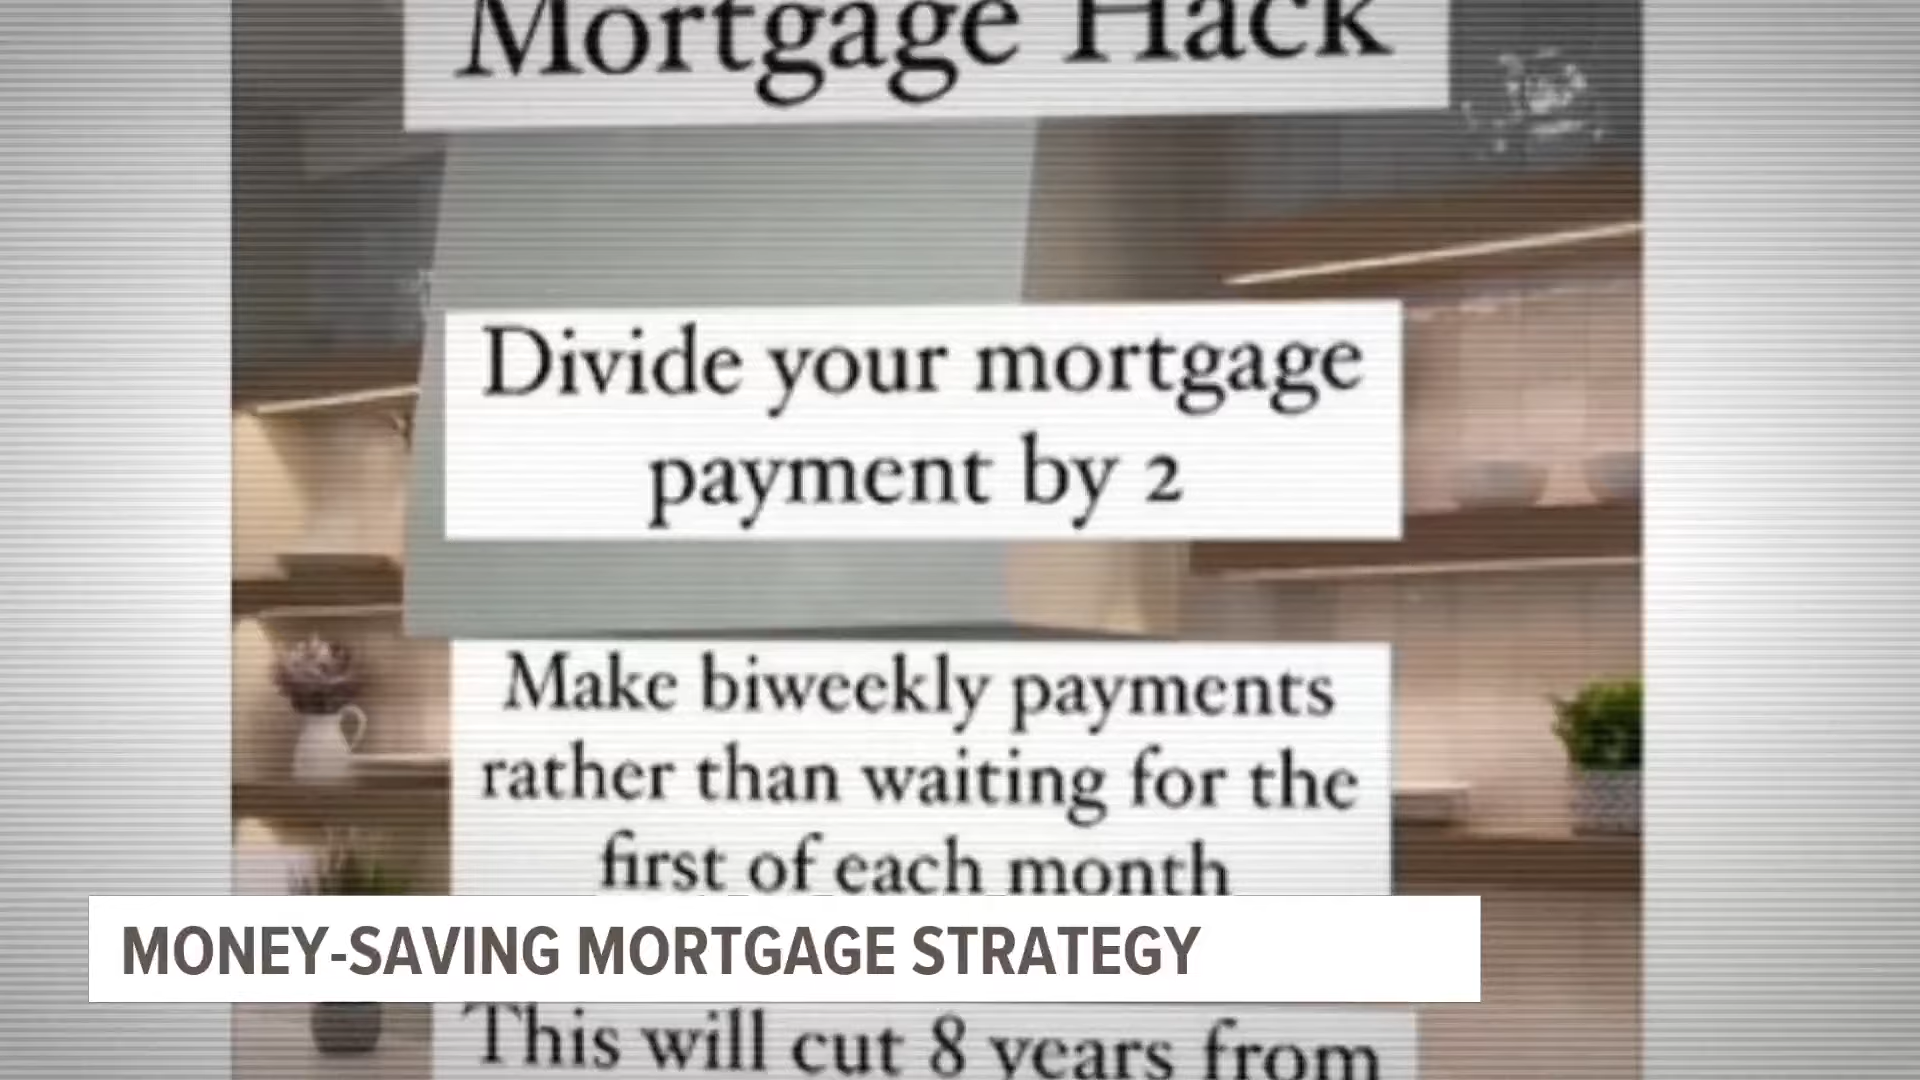 Mortgage Hack
Divide your mortgage
payment by 2
Make biweekly payments
rather than waiting for the
first of each month
MONEY-SAVING MORTGAGE STRATEGY
This will cut 8 years from